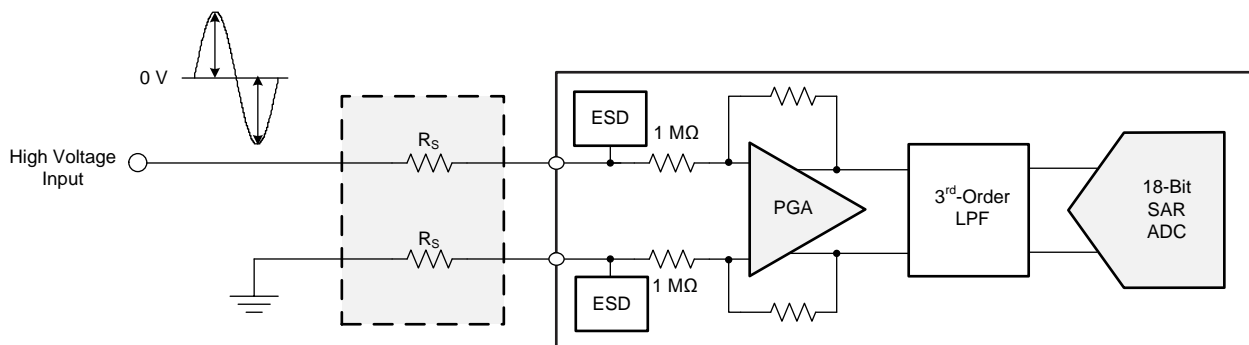 0 V
High Voltage
Input
R_S
R_S
ESD
1 MΩ
1 MΩ
ESD
PGA
3rd-Order
LPF
18-Bit
SAR
ADC